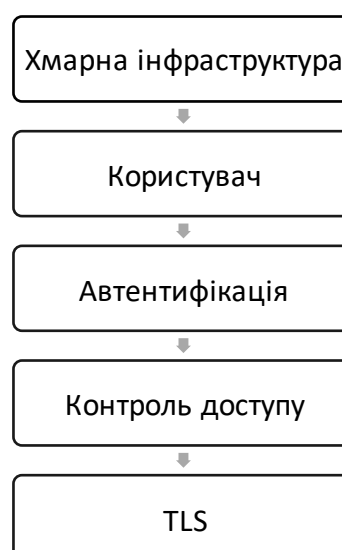 Хмарна інфраструктура
Користувач
Автентифікація
Контроль доступу
TLS